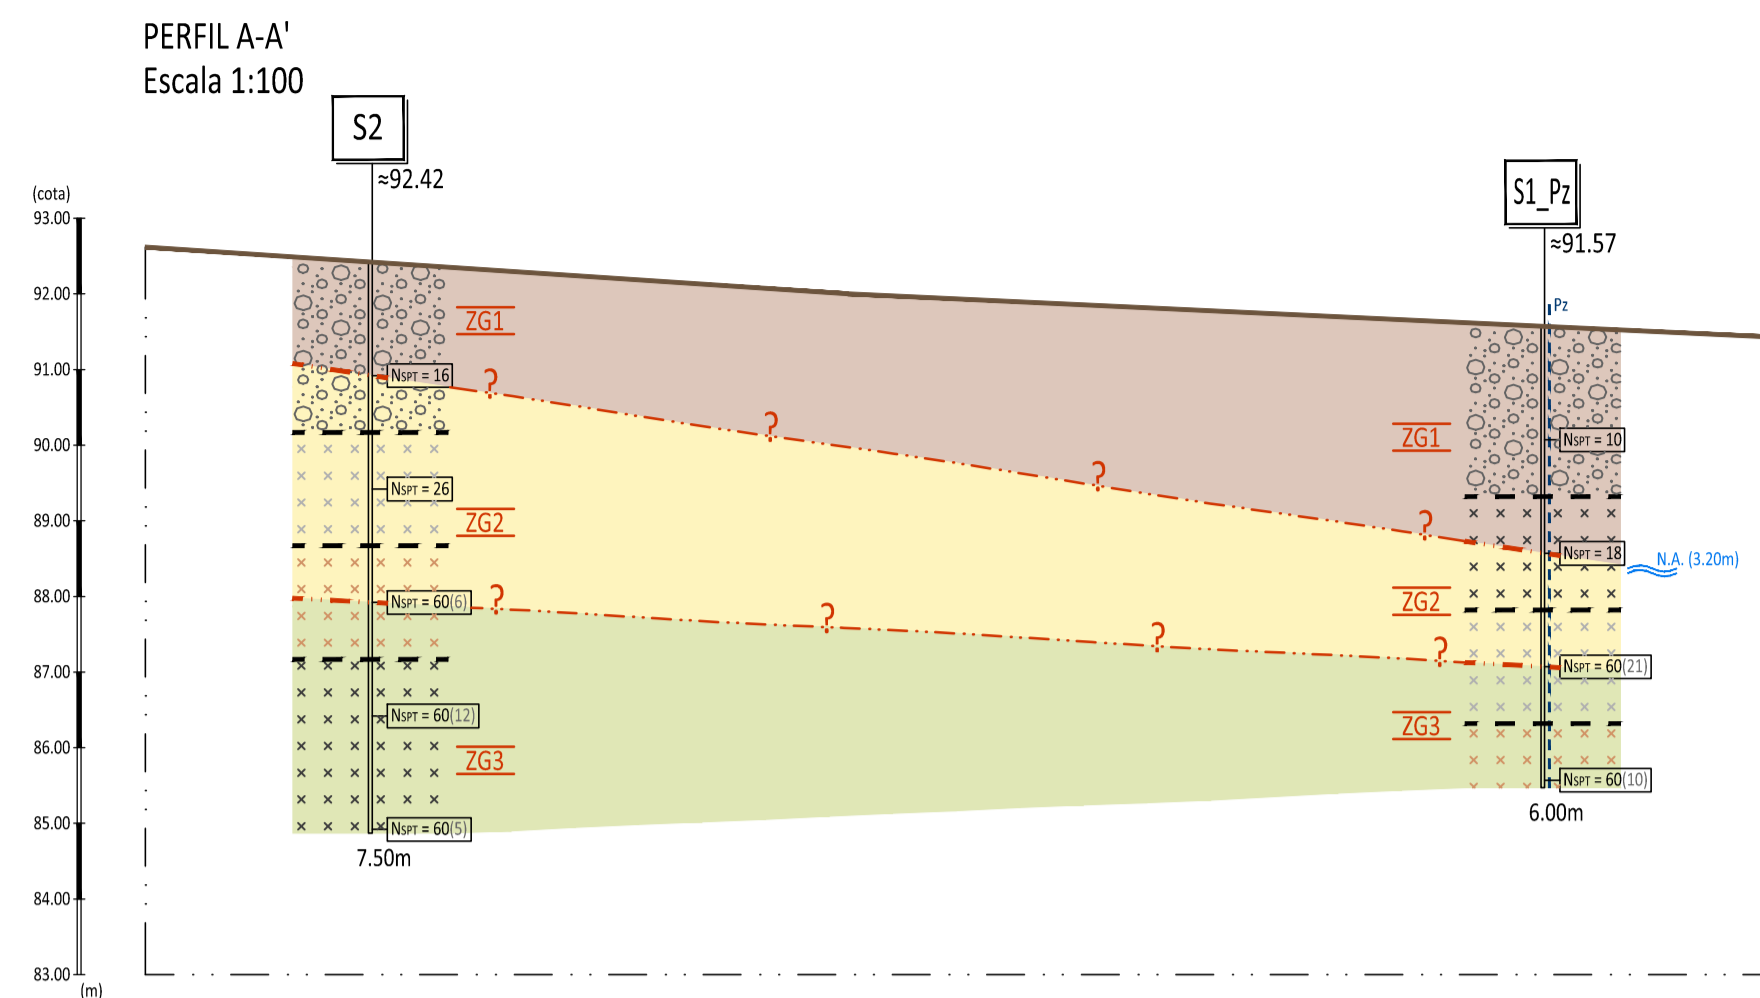 PERFIL A-A'
Escala 1:100
S2
≈92.42
S1_Pz
≈91.57
(cota)
93.00
92.00
91.00
90.00
89.00
88.00
87.00
86.00
85.00
84.00
83.00
(m)
ZG1
NSPT = 16
NSPT = 26
ZG2
NSPT = 60(6)
NSPT = 60(12)
ZG3
NSPT = 60(5)
7.50m
?
?
?
?
?
?
?
?
Pz
ZG1
NSPT = 10
NSPT = 18
N.A. (3.20m)
ZG2
NSPT = 60(21)
ZG3
NSPT = 60(10)
6.00m